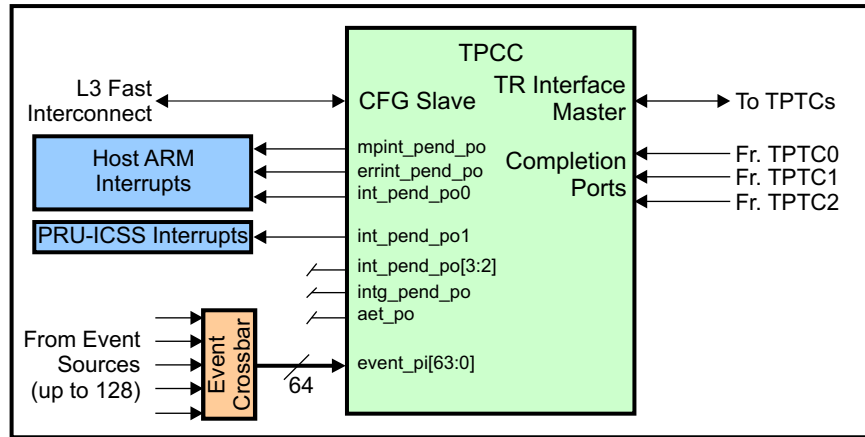 TPCC
L3 Fast
Interconnect
CFG Slave
TR Interface
Master
To TPTCs
Host ARM
Interrupts
mpint_pend_po
errint_pend_po
int_pend_po0
Completion
Ports
Fr. TPTC0
Fr. TPTC1
Fr. TPTC2
PRU-ICSS Interrupts
int_pend_po1
int_pend_po[3:2]
intg_pend_po
aet_po
From Event
Sources
(up to 128)
Event
Crossbar
64
event_pi[63:0]